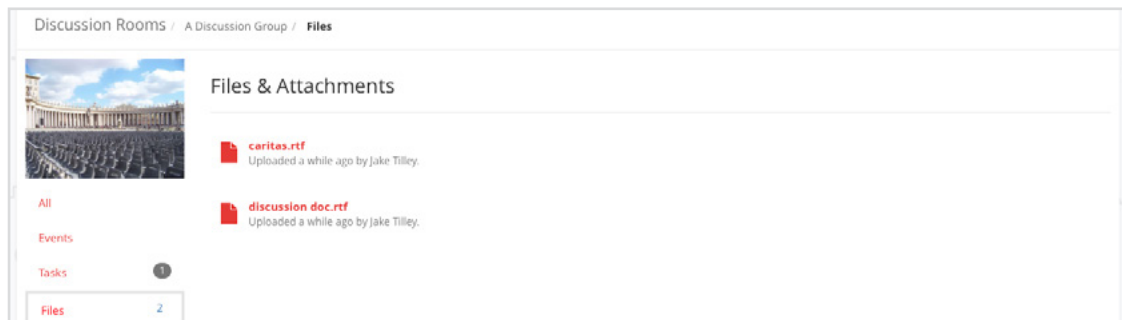 Discussion Rooms / A Discussion Group / Files
Files & Attachments
caritas.rtf
Uploaded a while ago by Jake Tilley.
discussion doc.rtf
Uploaded a while ago by Jake Tilley.
All
Events
Tasks 1
Files 2